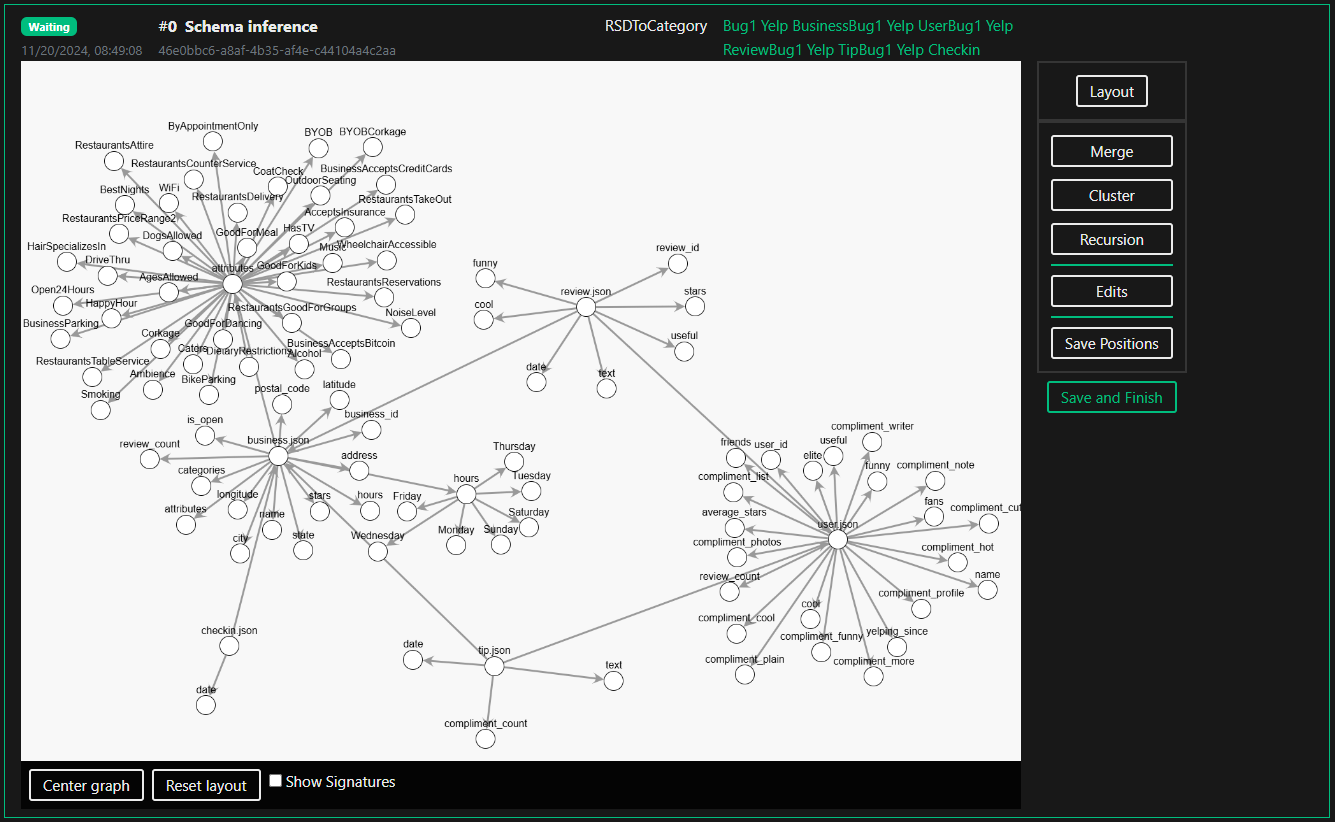 Waiting
#0 Schema inference
RSDToCategory
Bug1 Yelp BusinessBug1 Yelp UserBug1 Yelp
11/20/2024, 08:49:08
46e0bbc6-a8af-4b35-af4e-c44104a4c2aa
ReviewBug1 Yelp TipBug1 Yelp Checkin
Layout
Merge
Cluster
Recursion
Edits
Save Positions
Save and Finish
ByAppointmentOnly
BYOB
BYOBCorkage
RestaurantsAttire
RestaurantsCounterService
CoatCheck
BusinessAcceptsCreditCards
OutdoorSeating
BestNights
WiFi
RestaurantsDelivery
RestaurantsTakeOut
RestaurantsPriceRange2
AcceptsInsurance
GoodForMeal
HasTV
DogsAllowed
HairSpecializesIn
Music
WheelchairAccessible
DriveThru
attributes
GoodForKids
AgesAllowed
RestaurantsReservations
Open24Hours
HappyHour
RestaurantsGoodForGroups
NoiseLevel
BusinessParking
GoodForDancing
Corkage
BusinessAcceptsBitcoin
Caters
DietaryRestrictions
Alcohol
RestaurantsTableService
Ambience
BikeParking
Smoking
postal_code
latitude
is_open
business_id
review_count
business.json
address
categories
longitude
stars
hours
attributes
name
city
state
hours
Thursday
Tuesday
Friday
Saturday
Monday
Sunday
Wednesday
review_id
funny
review.json
stars
cool
useful
date
text
compliment_writer
friends
user_id
useful
elite
funny
compliment_note
compliment_list
fans
average_stars
compliment_cut
user.json
compliment_photos
compliment_hot
review_count
name
compliment_profile
cool
compliment_cool
compliment_funny
yelping_since
compliment_plain
compliment_more
checkin.json
date
date
tip.json
text
compliment_count
Center graph
Reset layout
Show Signatures